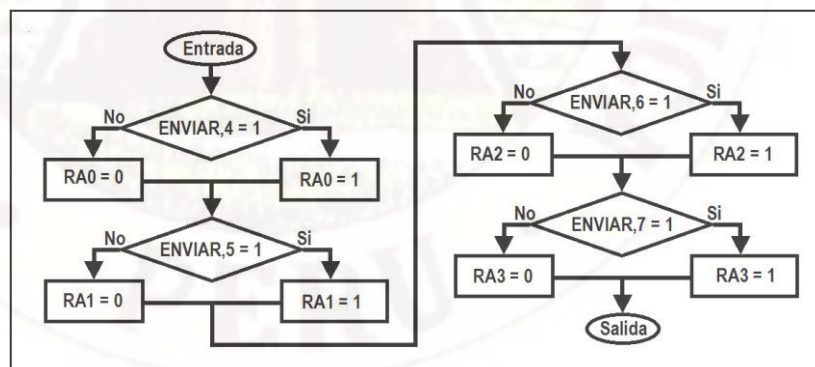 Entrada
No
ENVIAR,4 = 1
Si
RA0 = 0
RA0 = 1
No
ENVIAR,5 = 1
Si
RA1 = 0
RA1 = 1
No
ENVIAR,6 = 1
Si
RA2 = 0
RA2 = 1
No
ENVIAR,7 = 1
Si
RA3 = 0
RA3 = 1
Salida
PERU